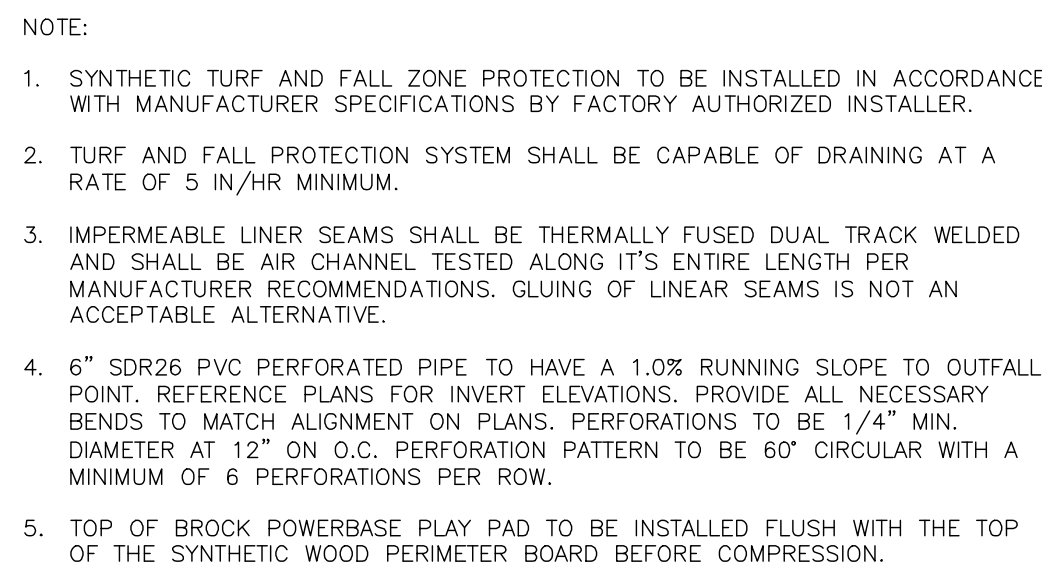 NOTE:
1. SYNTHETIC TURF AND FALL ZONE PROTECTION TO BE INSTALLED IN ACCORDANCE
WITH MANUFACTURER SPECIFICATIONS BY FACTORY AUTHORIZED INSTALLER.
2. TURF AND FALL PROTECTION SYSTEM SHALL BE CAPABLE OF DRAINING AT A
RATE OF 5 IN/HR MINIMUM.
3. IMPERMEABLE LINER SEAMS SHALL BE THERMALLY FUSED DUAL TRACK WELDED
AND SHALL BE AIR CHANNEL TESTED ALONG IT'S ENTIRE LENGTH PER
MANUFACTURER RECOMMENDATIONS. GLUING OF LINEAR SEAMS IS NOT AN
ACCEPTABLE ALTERNATIVE.
4. 6" SDR26 PVC PERFORATED PIPE TO HAVE A 1.0% RUNNING SLOPE TO OUTFALL
POINT. REFERENCE PLANS FOR INVERT ELEVATIONS. PROVIDE ALL NECESSARY
BENDS TO MATCH ALIGNMENT ON PLANS. PERFORATIONS TO BE 1/4" MIN.
DIAMETER AT 12" ON O.C. PERFORATION PATTERN TO BE 60° CIRCULAR WITH A
MINIMUM OF 6 PERFORATIONS PER ROW.
5. TOP OF BROCK POWERBASE PLAY PAD TO BE INSTALLED FLUSH WITH THE TOP
OF THE SYNTHETIC WOOD PERIMETER BOARD BEFORE COMPRESSION.